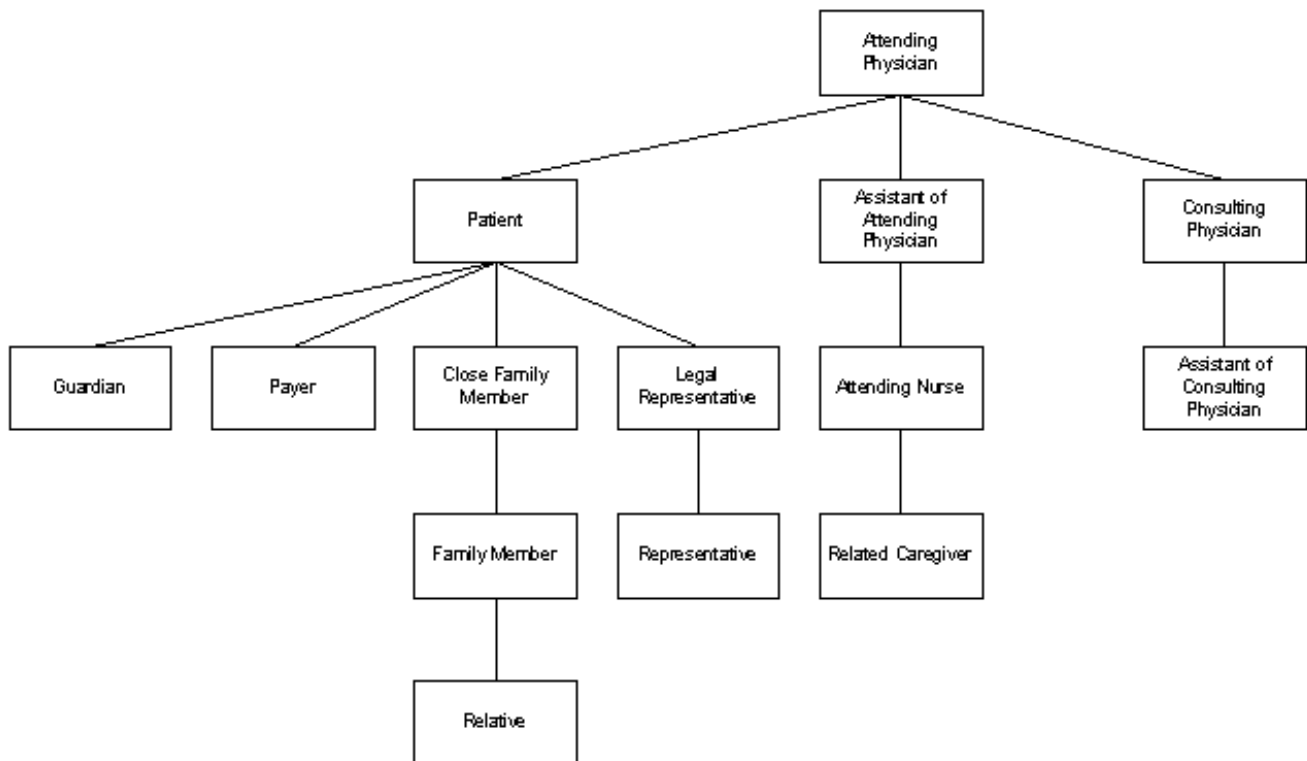 Attending
Physician
Patient
Assistant of
Attending
Physician
Consulting
Physician
Guardian
Payer
Close Family
Member
Legal
Representative
Attending Nurse
Assistant of
Consulting
Physician
Family Member
Representative
Related Caregiver
Relative